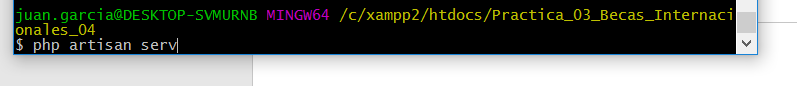 juan.garcia@DESKTOP-SVMURNB MINGW64 /c/xampp2/htdocs/Practica_03_Becas_Internaci
onales_04
$ php artisan serv